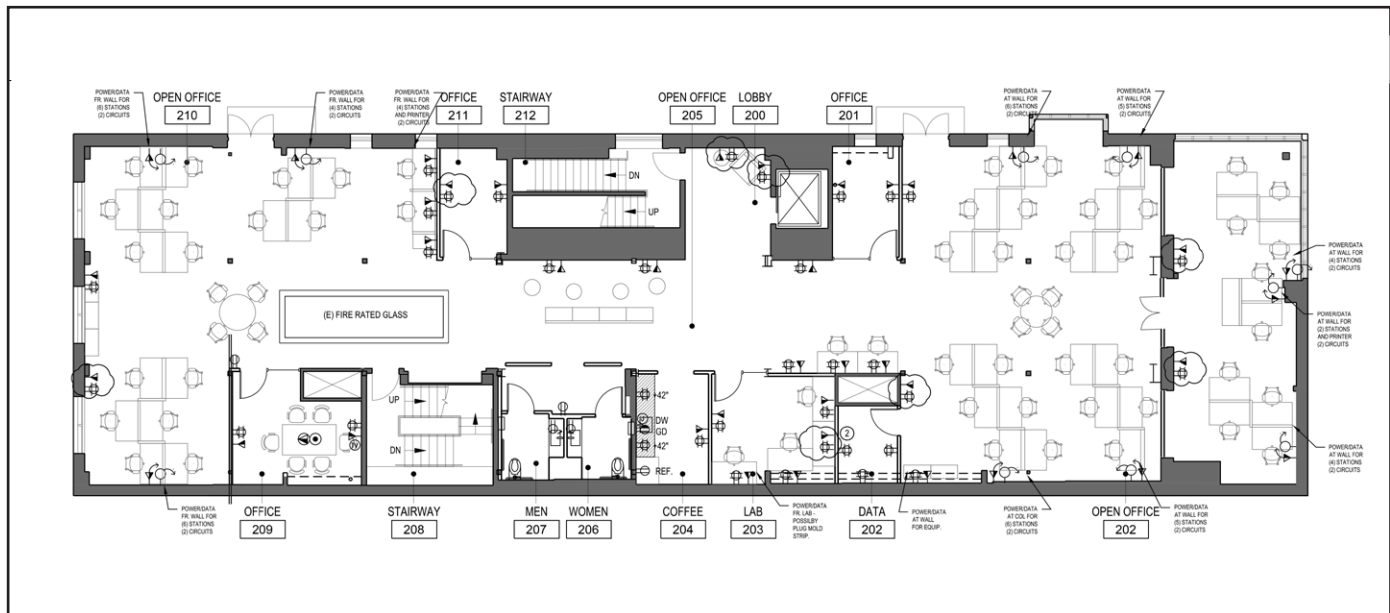 POWER/DATA
FR. WALL FOR
(6) STATIONS
(2) CIRCUITS
OPEN OFFICE
210
POWER/DATA
FR. WALL FOR
(4) STATIONS
(2) CIRCUITS
POWER/DATA
FR. WALL FOR
(4) STATIONS
AND PRINTER
(2) CIRCUITS
OFFICE
211
STAIRWAY
212
OPEN OFFICE
205
LOBBY
200
OFFICE
201
POWER/DATA
AT WALL FOR
(6) STATIONS
(2) CIRCUITS
POWER/DATA
AT WALL FOR
(5) STATIONS
(2) CIRCUITS
DN
UP
POWER/DATA
AT WALL FOR
(4) STATIONS
(2) CIRCUITS
(E) FIRE RATED GLASS
POWER/DATA
AT WALL FOR
(2) STATIONS
AND PRINTER
(2) CIRCUITS
UP
DN
+42"
DW
GD
+42"
REF.
2
POWER/DATA
AT WALL FOR
(4) STATIONS
(2) CIRCUITS
POWER/DATA
FR. WALL FOR
(6) STATIONS
(2) CIRCUITS
OFFICE
209
STAIRWAY
208
MEN
207
WOMEN
206
COFFEE
204
LAB
203
POWER/DATA
FR. LAB -
POSSILBY
PLUG MOLD
STRIP.
DATA
202
POWER/DATA
AT WALL
FOR EQUIP.
POWER/DATA
AT COL FOR
(6) STATIONS
(2) CIRCUITS
OPEN OFFICE
202
POWER/DATA
AT WALL FOR
(5) STATIONS
(2) CIRCUITS